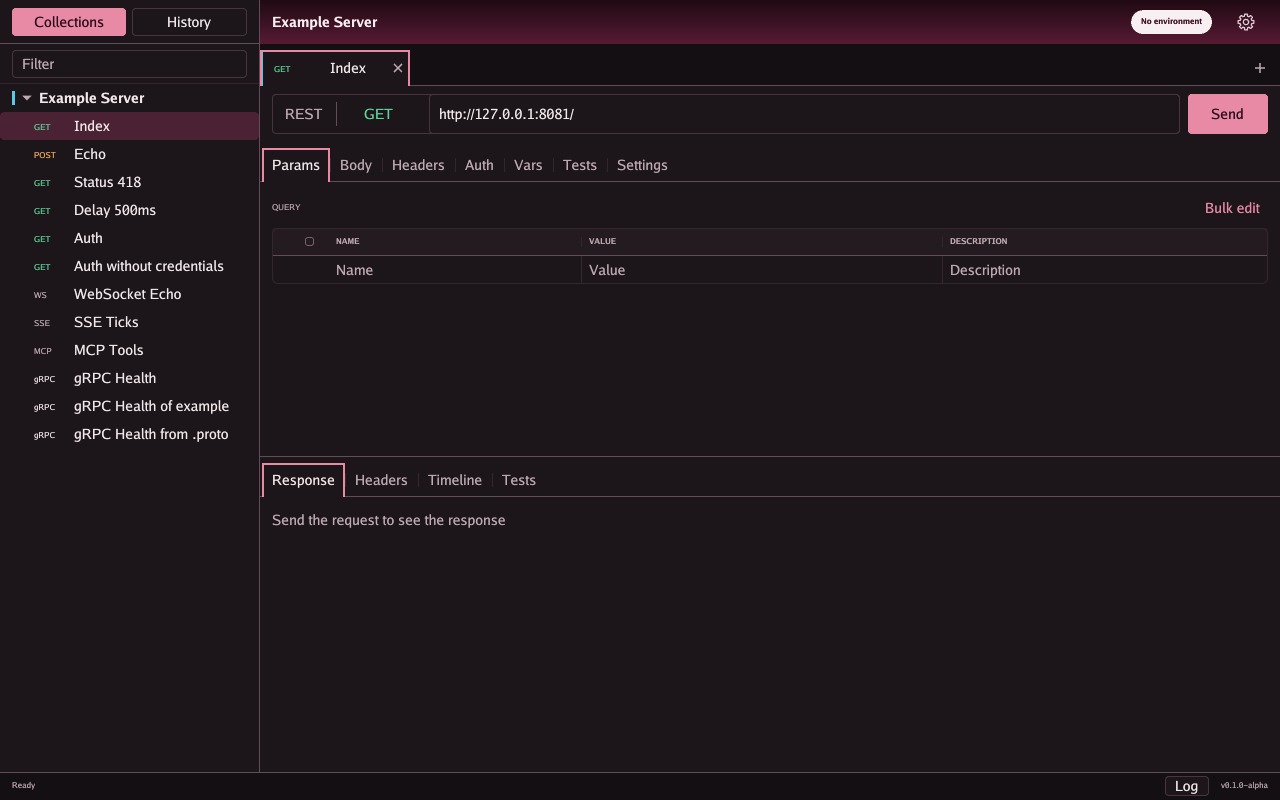 Collections
History
Example Server
No environment
Filter
GET Index
Example Server
GET Index
POST Echo
GET Status 418
GET Delay 500ms
GET Auth
GET Auth without credentials
WS WebSocket Echo
SSE SSE Ticks
MCP MCP Tools
gRPC gRPC Health
gRPC gRPC Health of example
gRPC gRPC Health from .proto
REST GET http://127.0.0.1:8081/ Send
Params Body Headers Auth Vars Tests Settings
QUERY Bulk edit
NAME VALUE DESCRIPTION
Name Value Description
Response Headers Timeline Tests
Send the request to see the response
Ready
Log v0.1.0-alpha